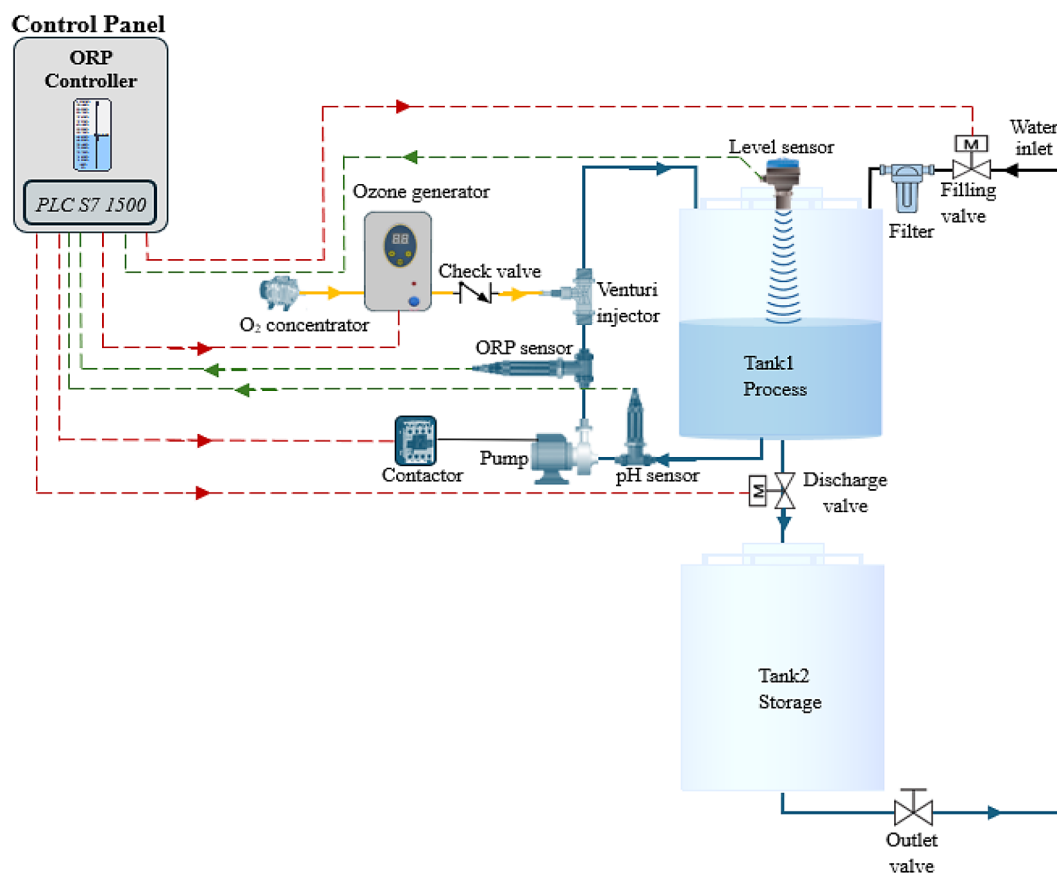 Control Panel
ORP
Controller
PLC S7 1500
Ozone generator
88
O₂ concentrator
Check valve
Venturi
injector
ORP sensor
Contactor
Pump
pH sensor
Level sensor
Filter
M
Filling
valve
Water
inlet
Tank1
Process
M
Discharge
valve
Tank2
Storage
Outlet
valve